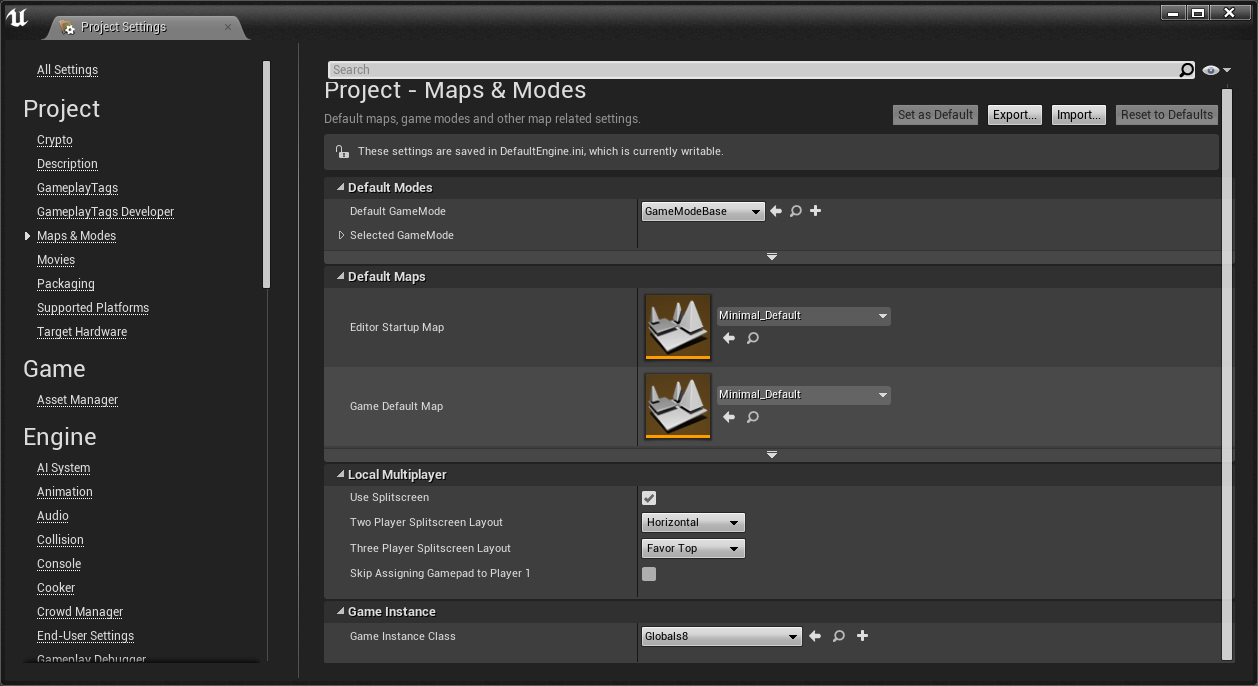 Project Settings
All Settings
Project
Crypto
Description
GameplayTags
GameplayTags Developer
Maps & Modes
Movies
Packaging
Supported Platforms
Target Hardware
Game
Asset Manager
Engine
AI System
Animation
Audio
Collision
Console
Cooker
Crowd Manager
End-User Settings
Gameplay Debugger
Search
Project - Maps & Modes
Default maps, game modes and other map related settings.
Set as Default
Export...
Import...
Reset to Defaults
These settings are saved in DefaultEngine.ini, which is currently writable.
Default Modes
Default GameMode
GameModeBase
Selected GameMode
Default Maps
Editor Startup Map
Minimal_Default
Game Default Map
Minimal_Default
Local Multiplayer
Use Splitscreen
Two Player Splitscreen Layout
Horizontal
Three Player Splitscreen Layout
Favor Top
Skip Assigning Gamepad to Player 1
Game Instance
Game Instance Class
Globals8